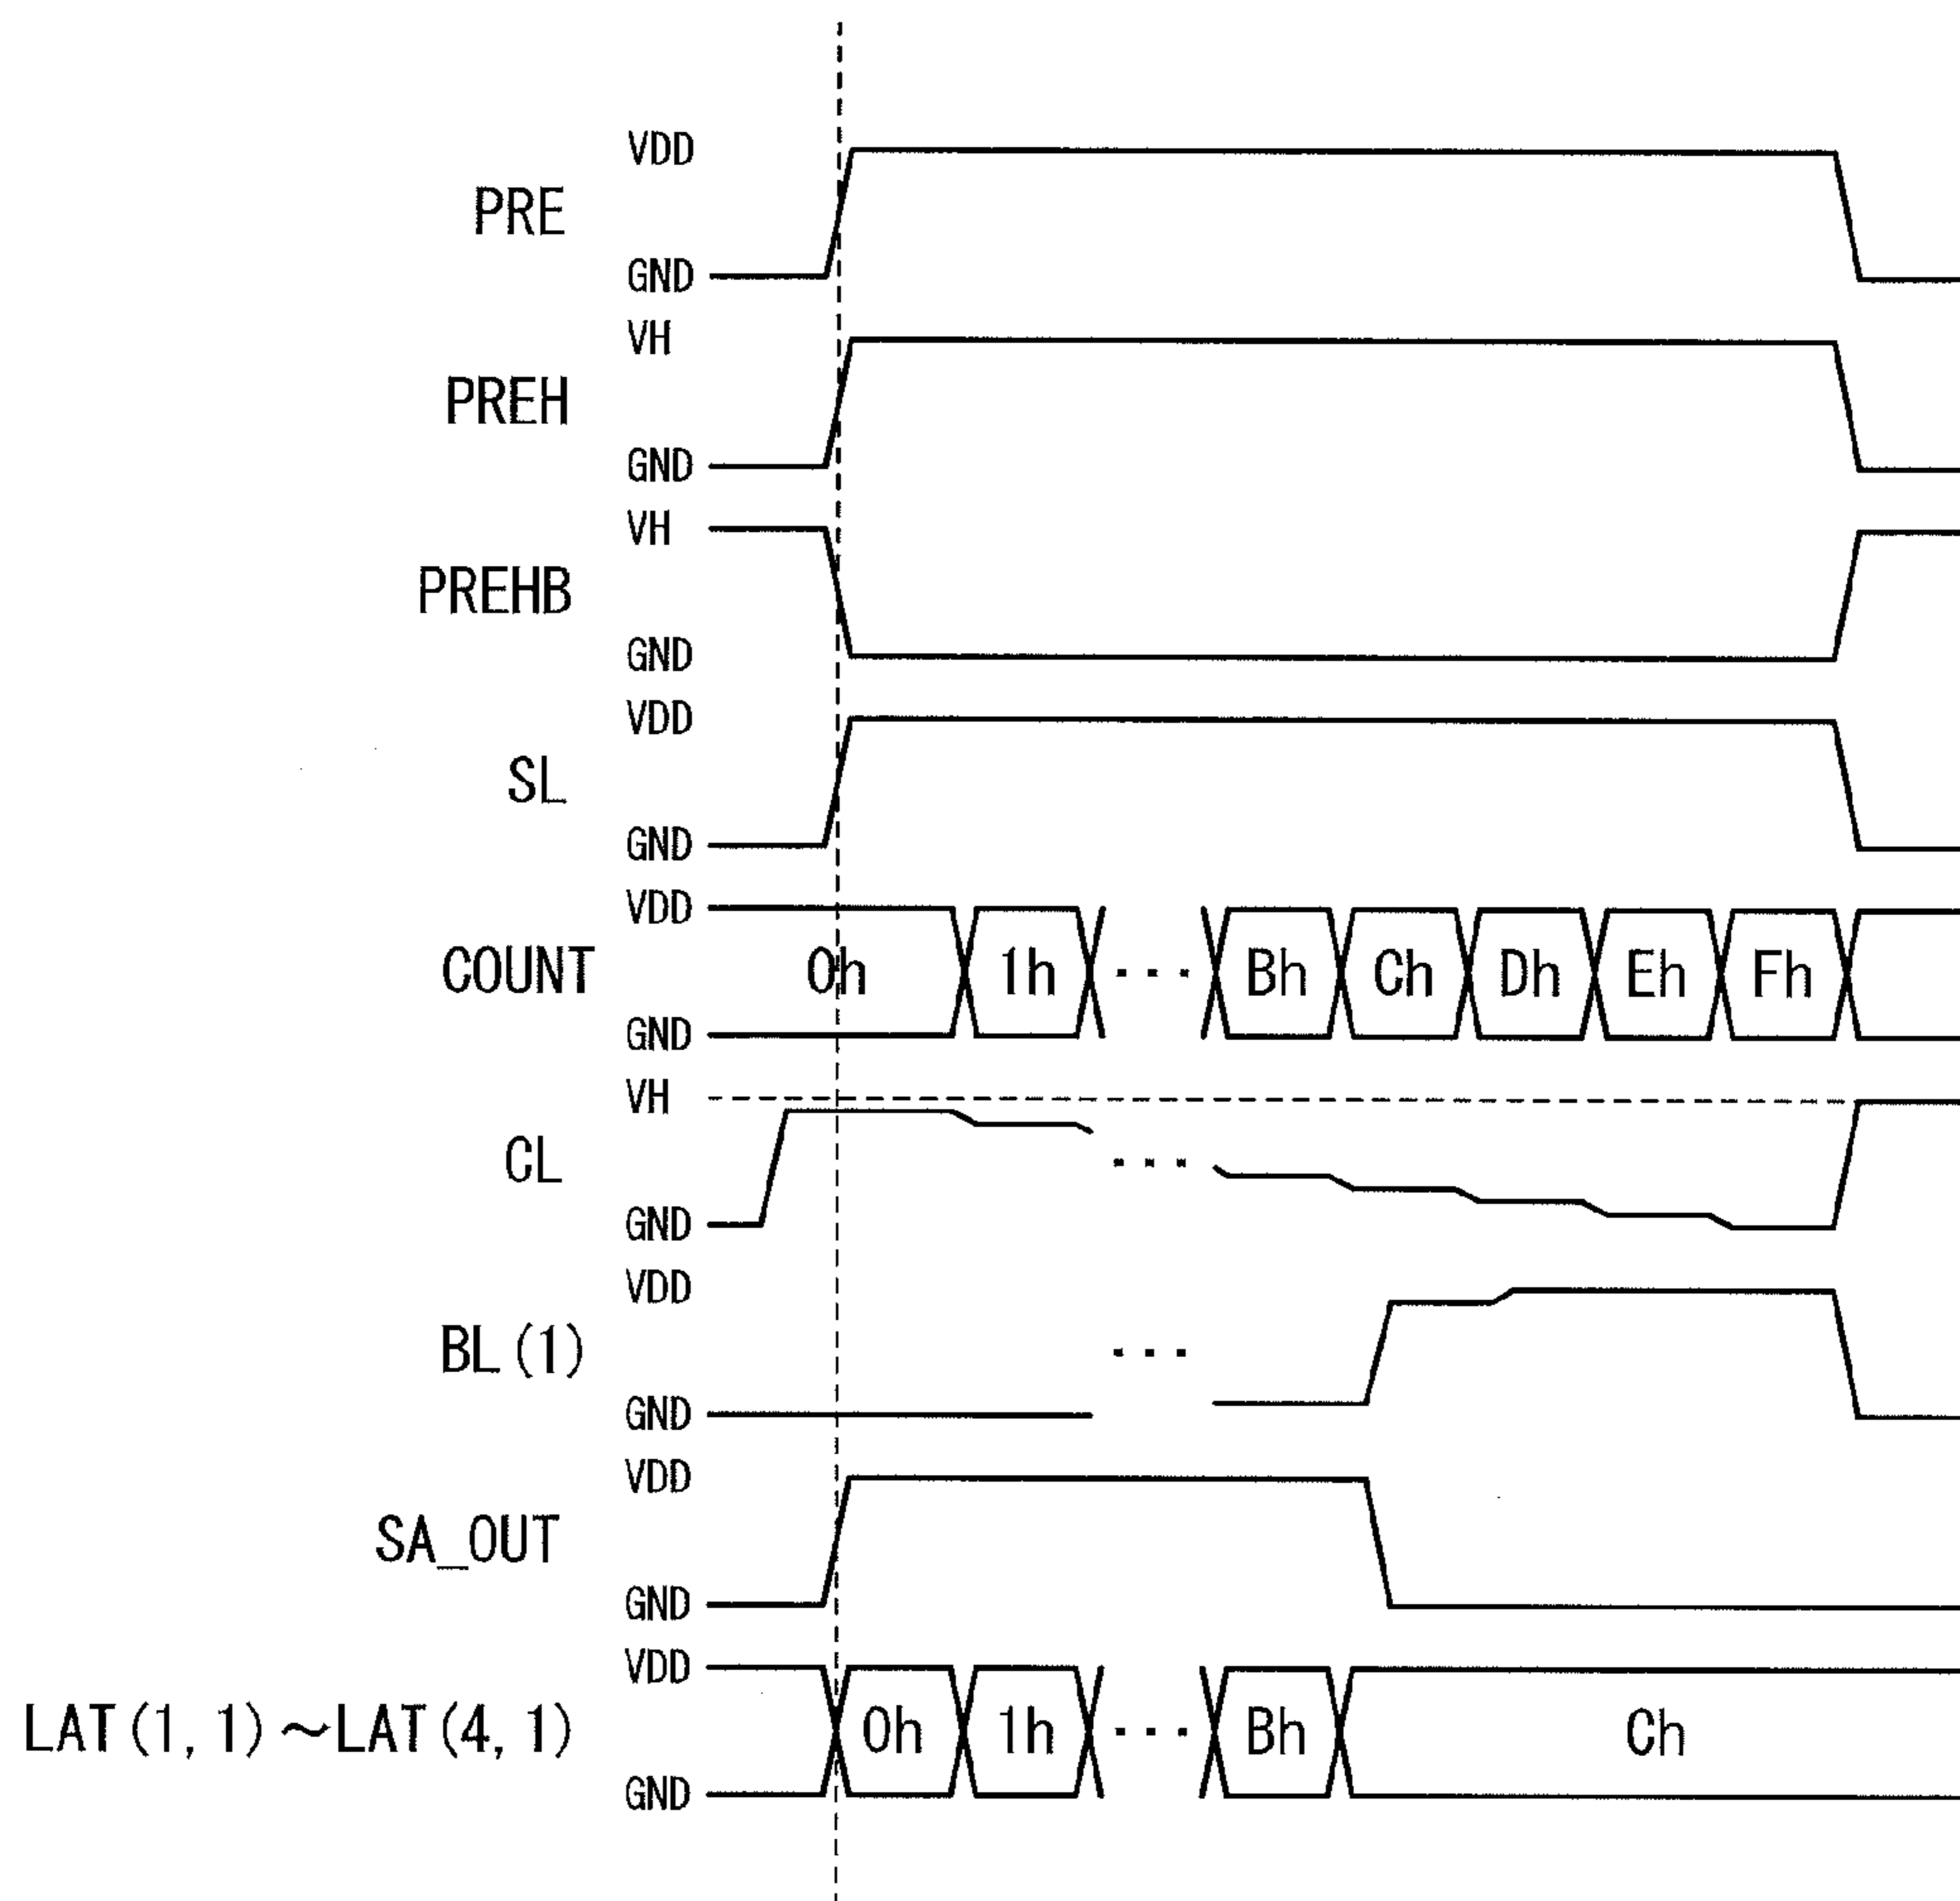 VDD
PRE
GND
VH
PREH
GND
VH
PREHB
GND
VDD
SL
GND
VDD
COUNT 0h 1h ... Bh Ch Dh Eh Fh
GND
VH
CL ...
GND
VDD
BL(1) ...
GND
VDD
SA_OUT
GND
VDD
LAT(1,1)～LAT(4,1) 0h 1h ... Bh Ch
GND